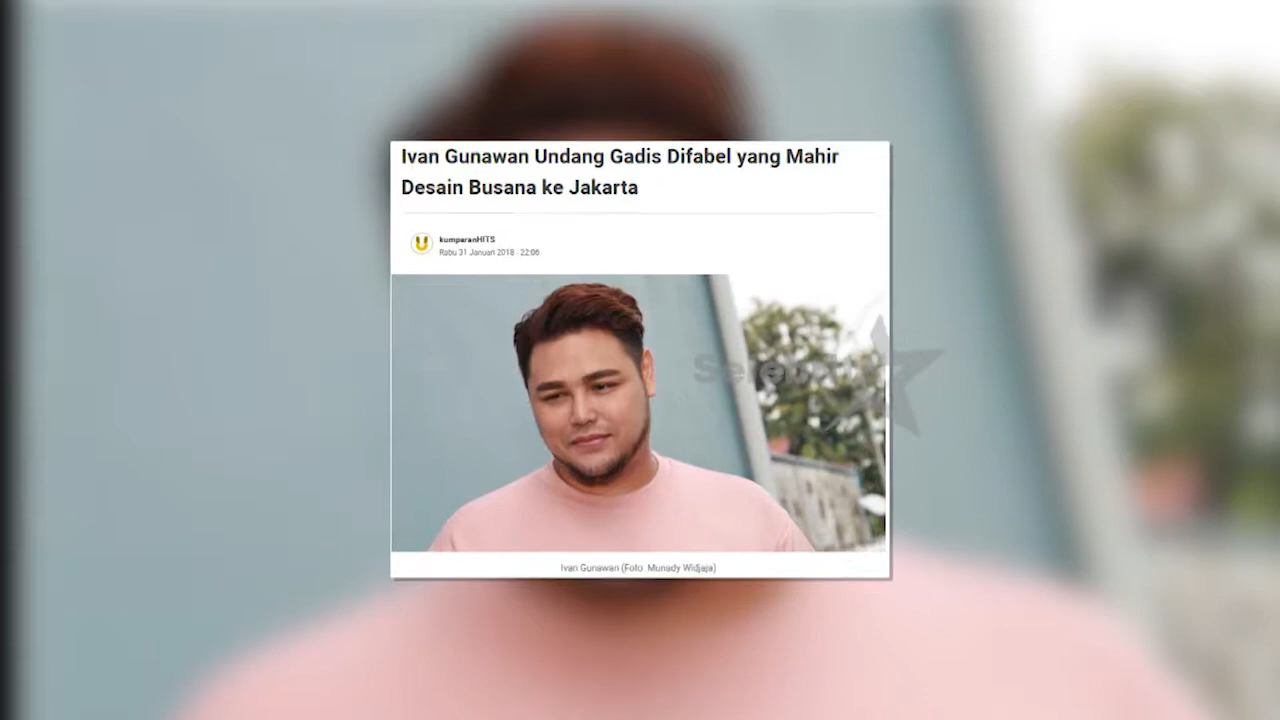 Ivan Gunawan Undang Gadis Difabel yang Mahir
Desain Busana ke Jakarta
kumparanHITS
Rabu 31 Januari 2018 · 22:06
Ivan Gunawan (Foto Munady Widjaja)